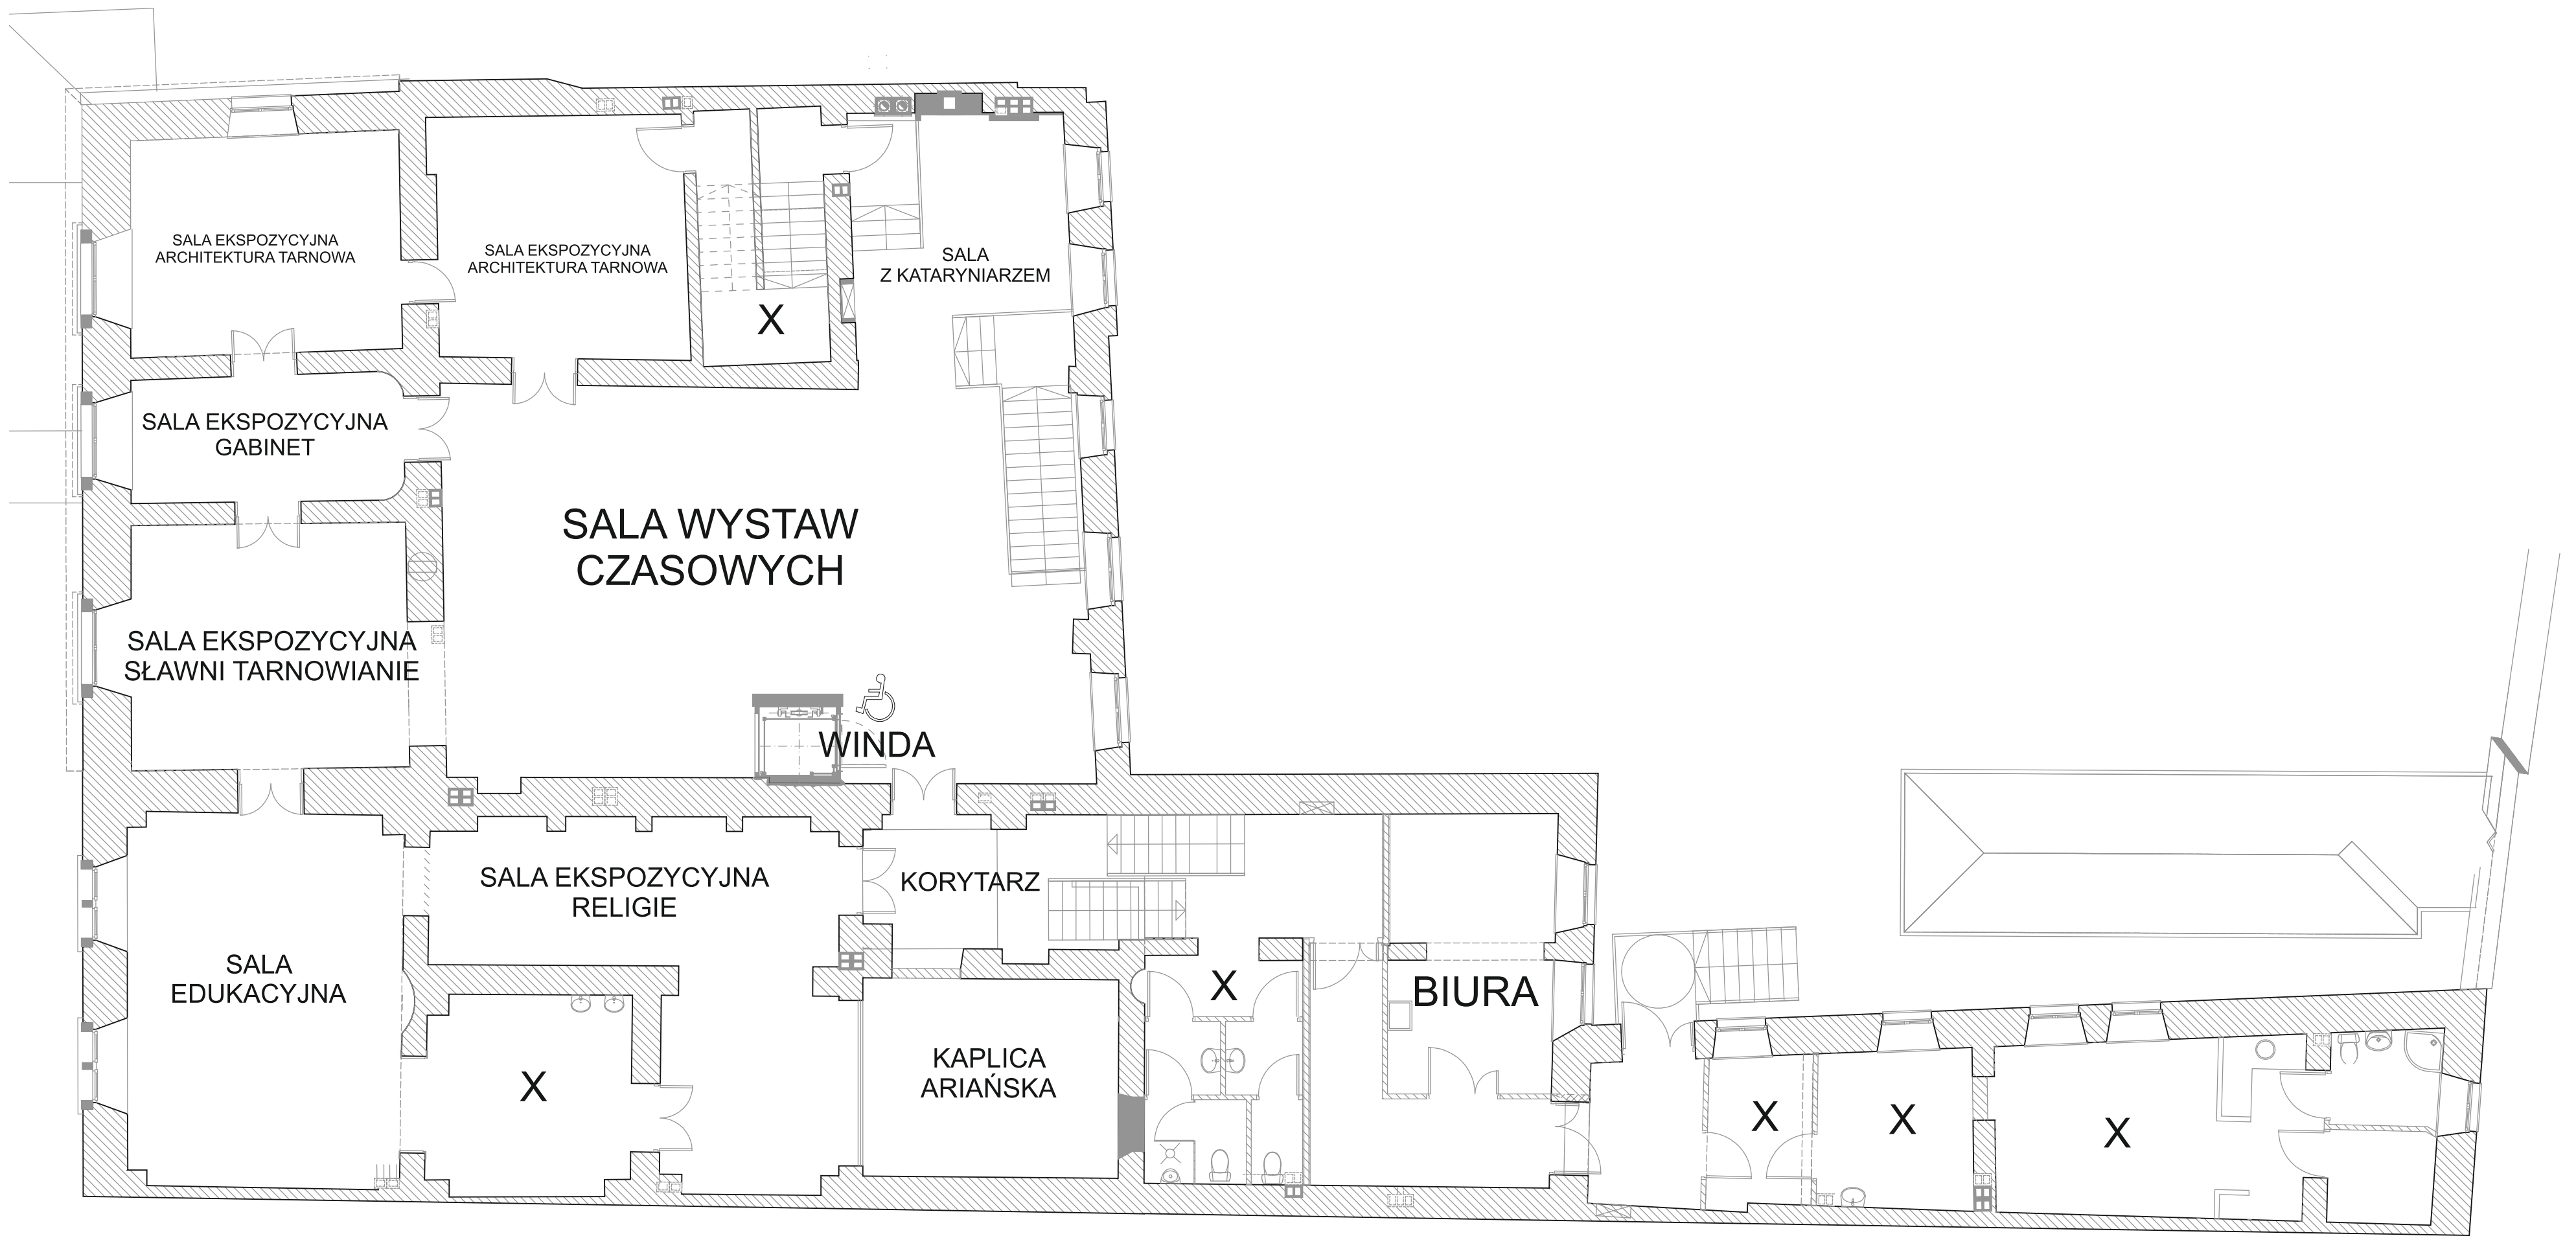 SALA EKSPOZYCYJNA
ARCHITEKTURA TARNOWA
SALA EKSPOZYCYJNA
ARCHITEKTURA TARNOWA
SALA
Z KATARYNIARZEM
X
SALA EKSPOZYCYJNA
GABINET
SALA WYSTAW
CZASOWYCH
SALA EKSPOZYCYJNA
SŁAWNI TARNOWIANIE
WINDA
SALA EKSPOZYCYJNA
RELIGIE
KORYTARZ
SALA
EDUKACYJNA
X
BIURA
X
KAPLICA
ARIAŃSKA
X
X
X